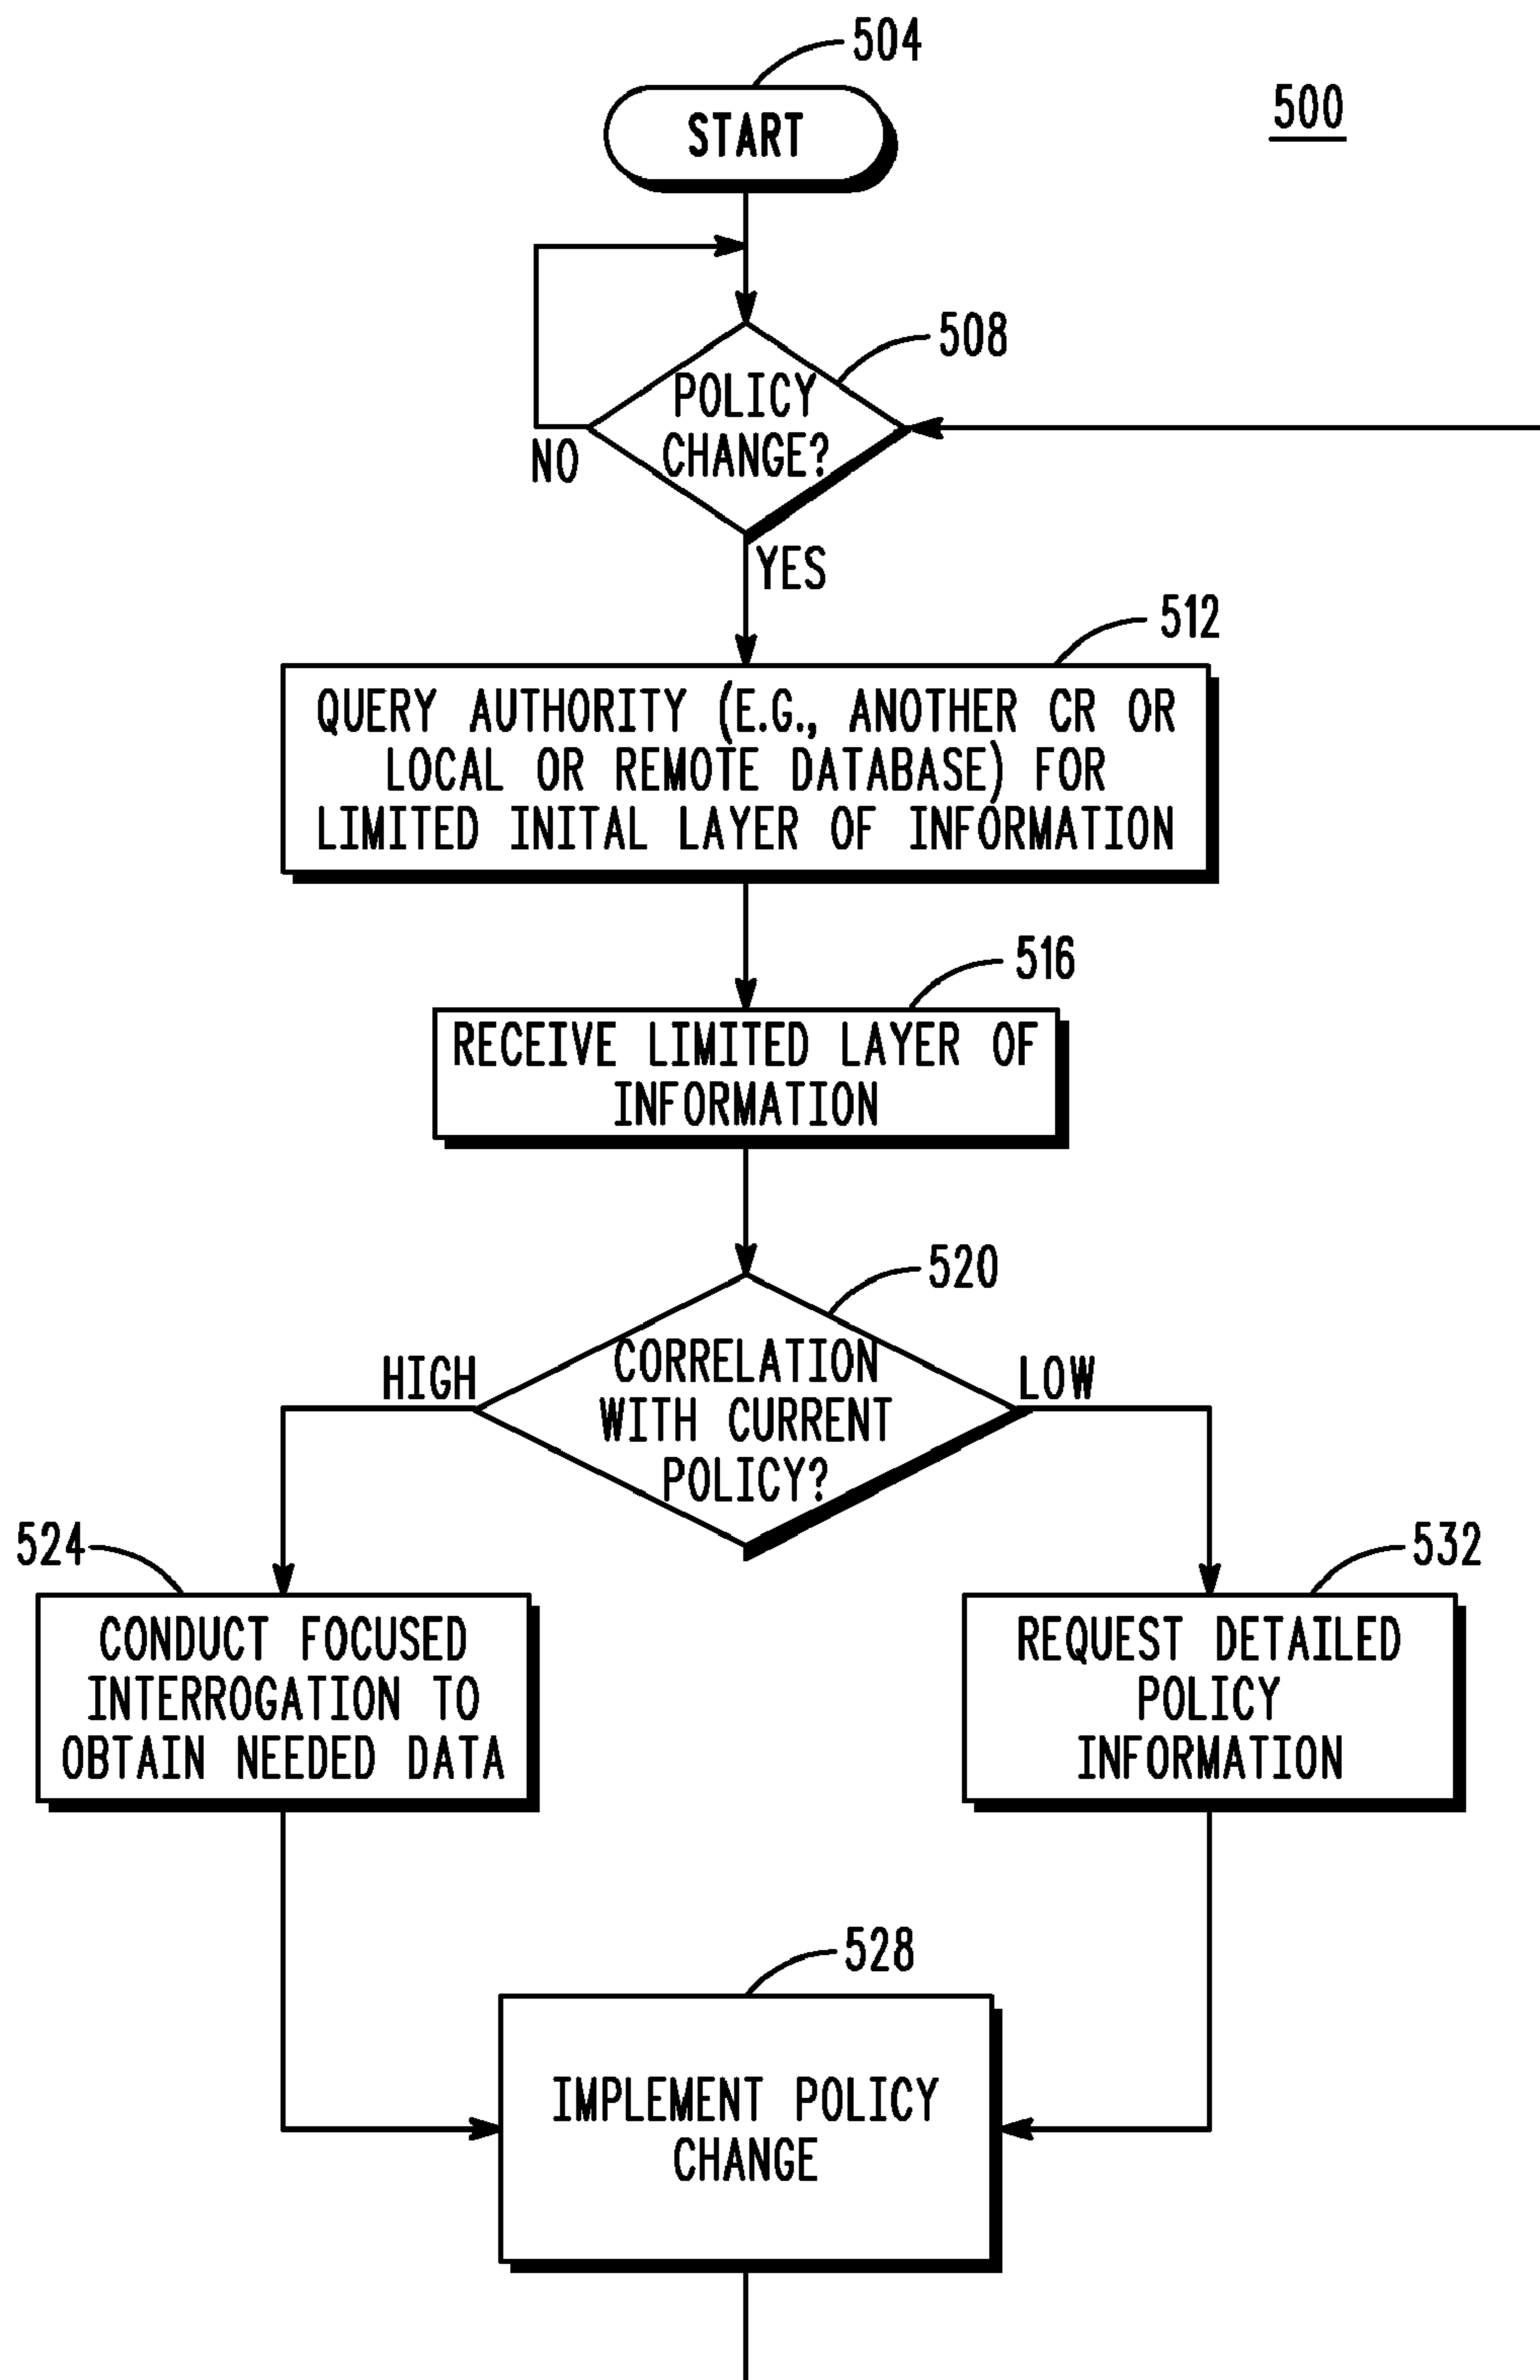 504
500
START
508
POLICY
CHANGE?
NO
YES
512
QUERY AUTHORITY (E.G., ANOTHER CR OR
LOCAL OR REMOTE DATABASE) FOR
LIMITED INITAL LAYER OF INFORMATION
516
RECEIVE LIMITED LAYER OF
INFORMATION
520
HIGH
CORRELATION
WITH CURRENT
POLICY?
LOW
524
CONDUCT FOCUSED
INTERROGATION TO
OBTAIN NEEDED DATA
532
REQUEST DETAILED
POLICY
INFORMATION
528
IMPLEMENT POLICY
CHANGE